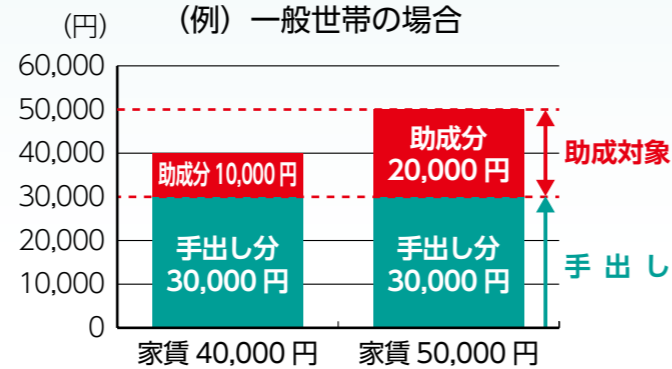 (円)
（例）一般世帯の場合
60,000
50,000
40,000
30,000
20,000
10,000
0
助成分 10,000 円
手出し分
30,000 円
助成分
20,000 円
手出し分
30,000 円
助成対象
手 出 し
家賃 40,000 円
家賃 50,000 円